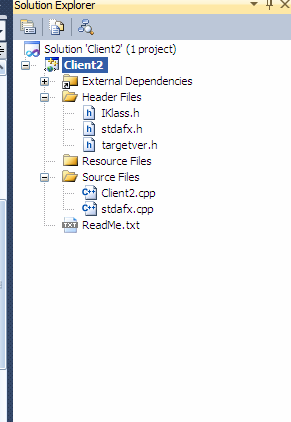 Solution Explorer
Solution 'Client2' (1 project)
Client2
External Dependencies
Header Files
IKlass.h
stdafx.h
targetver.h
Resource Files
Source Files
Client2.cpp
stdafx.cpp
ReadMe.txt